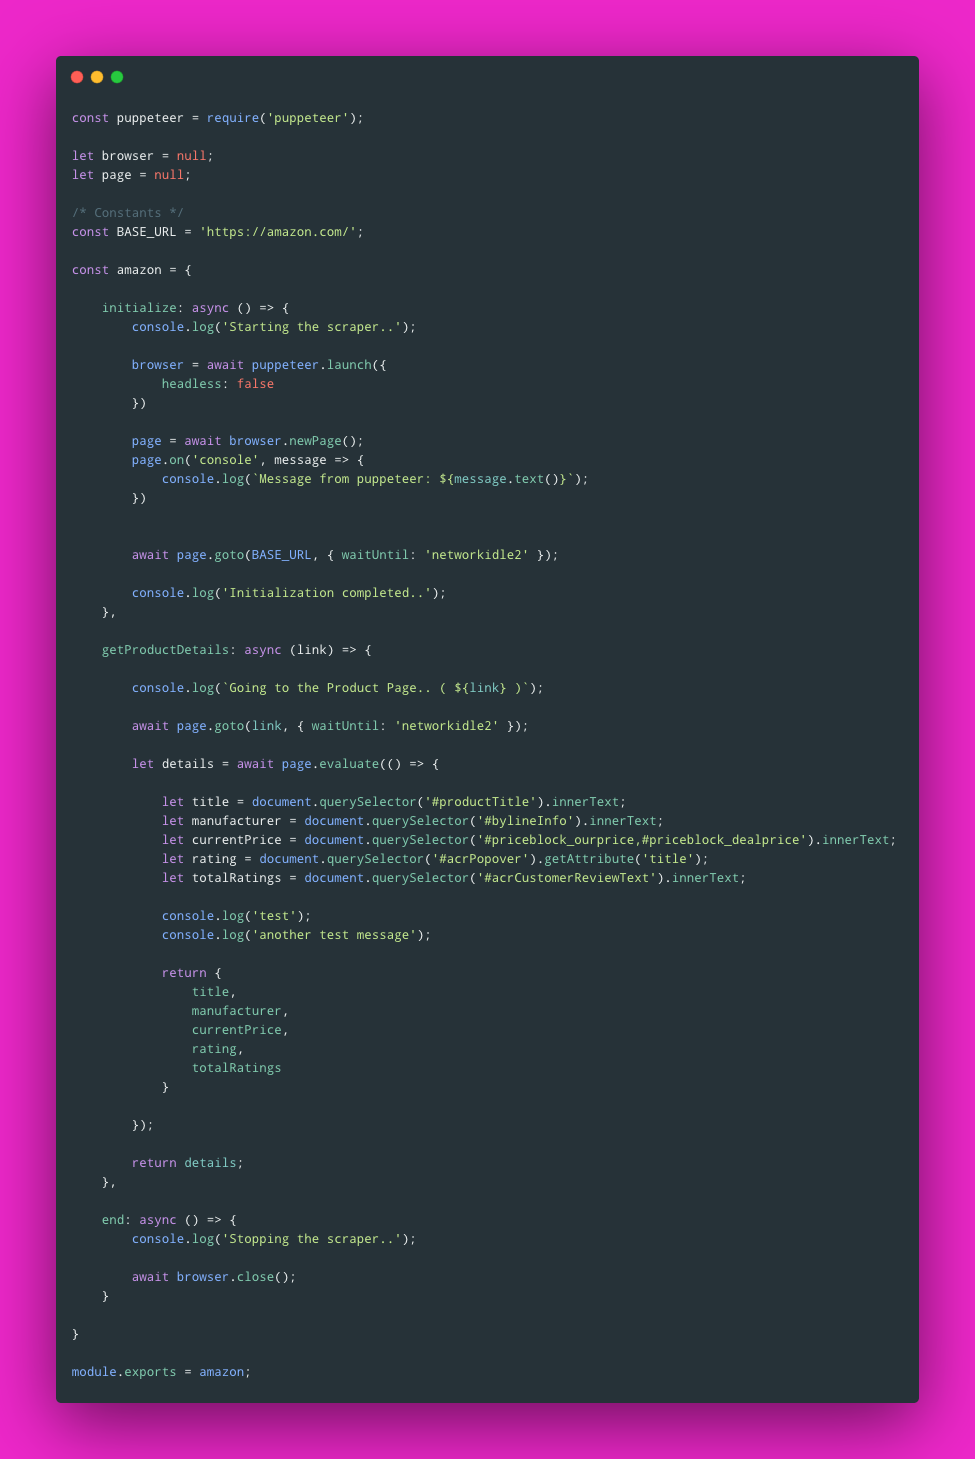 const puppeteer = require('puppeteer');
let browser = null;
let page = null;
/* Constants */
const BASE_URL = 'https://amazon.com/';
const amazon = {
    initialize: async () => {
        console.log('Starting the scraper..');
        browser = await puppeteer.launch({
            headless: false
        })
        page = await browser.newPage();
        page.on('console', message => {
            console.log(`Message from puppeteer: ${message.text()}`);
        })
        await page.goto(BASE_URL, { waitUntil: 'networkidle2' });
        console.log('Initialization completed..');
    },
    getProductDetails: async (link) => {
        console.log(`Going to the Product Page.. ( ${link} )`);
        await page.goto(link, { waitUntil: 'networkidle2' });
        let details = await page.evaluate(() => {
            let title = document.querySelector('#productTitle').innerText;
            let manufacturer = document.querySelector('#bylineInfo').innerText;
            let currentPrice = document.querySelector('#priceblock_ourprice,#priceblock_dealprice').innerText;
            let rating = document.querySelector('#acrPopover').getAttribute('title');
            let totalRatings = document.querySelector('#acrCustomerReviewText').innerText;
            console.log('test');
            console.log('another test message');
            return {
                title,
                manufacturer,
                currentPrice,
                rating,
                totalRatings
            }
        });
        return details;
    },
    end: async () => {
        console.log('Stopping the scraper..');
        await browser.close();
    }
}
module.exports = amazon;